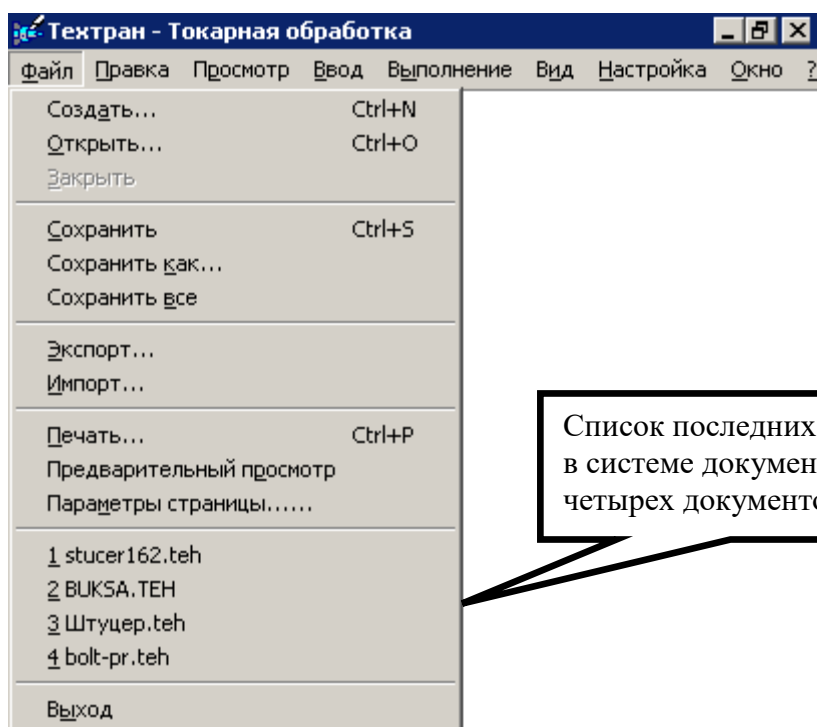 Техтран - Токарная обработка
Файл Правка Просмотр Ввод Выполнение Вид Настройка Окно ?
Создать... Ctrl+N
Открыть... Ctrl+O
Закрыть
Сохранить Ctrl+S
Сохранить как...
Сохранить все
Экспорт...
Импорт...
Печать... Ctrl+P
Предварительный просмотр
Параметры страницы......
1 stucer162.teh
2 BUKSA.TEH
3 Штуцер.teh
4 bolt-pr.teh
Выход
Список последних
в системе
четырех